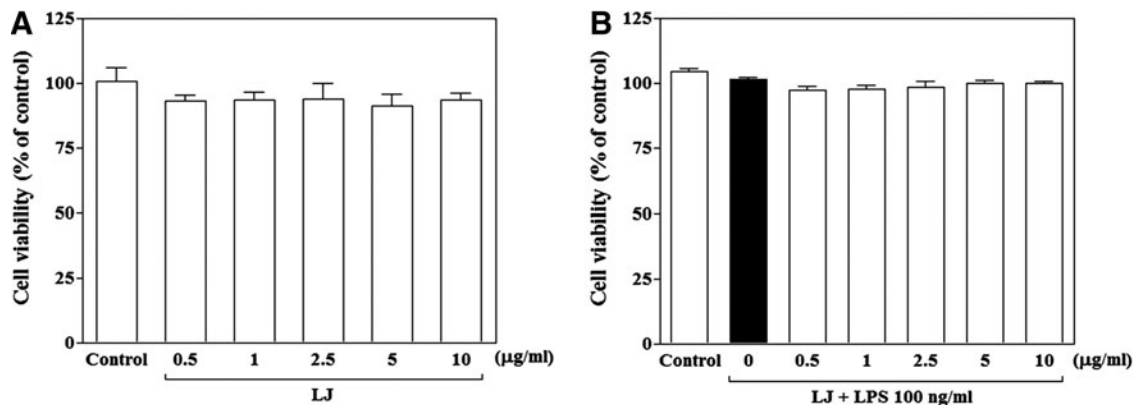 A
Cell viability (% of control)
125
100
75
50
25
0
Control 0.5 1 2.5 5 10 (μg/ml)
LJ
B
Cell viability (% of control)
125
100
75
50
25
0
Control 0 0.5 1 2.5 5 10 (μg/ml)
LJ + LPS 100 ng/ml